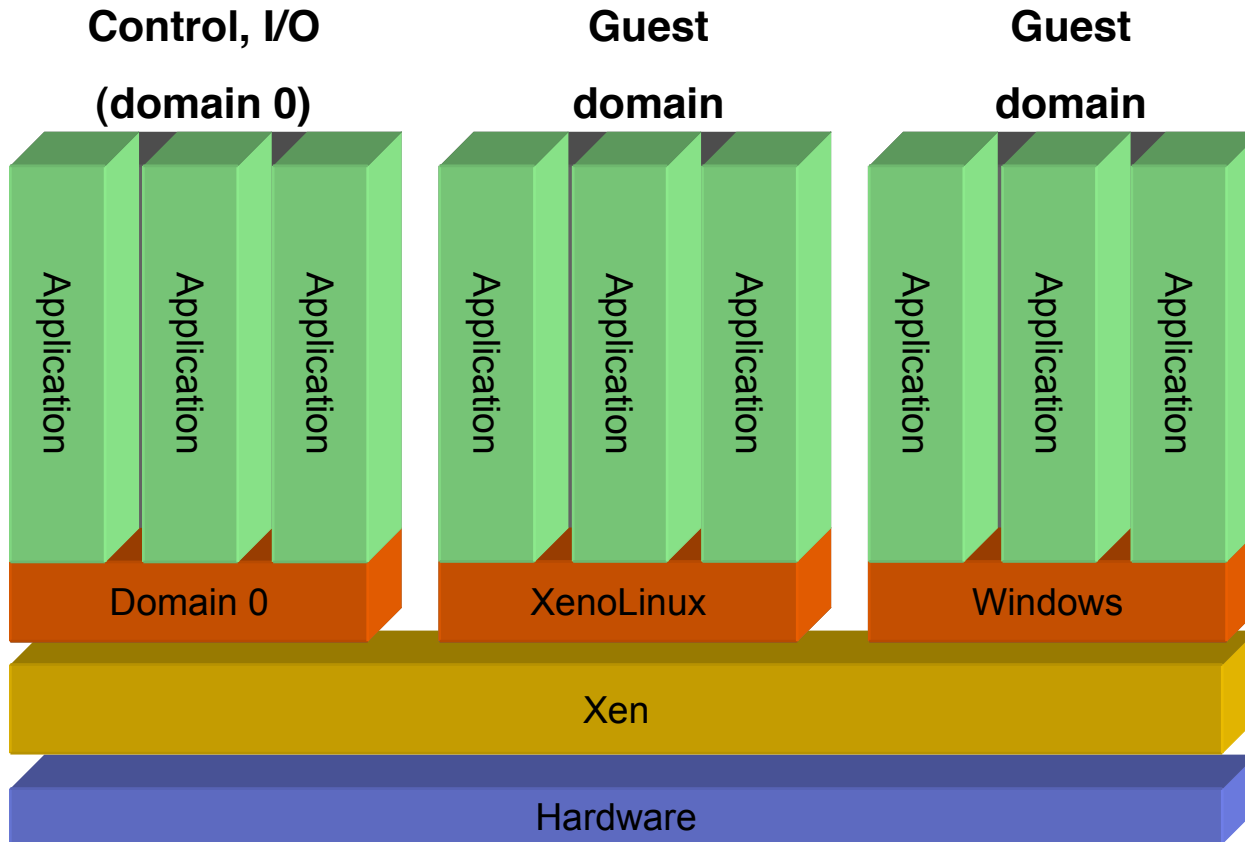 Control, I/O
(domain 0)
Guest
domain
Guest
domain
Application
Application
Application
Application
Application
Application
Application
Application
Application
Domain 0
XenoLinux
Windows
Xen
Hardware